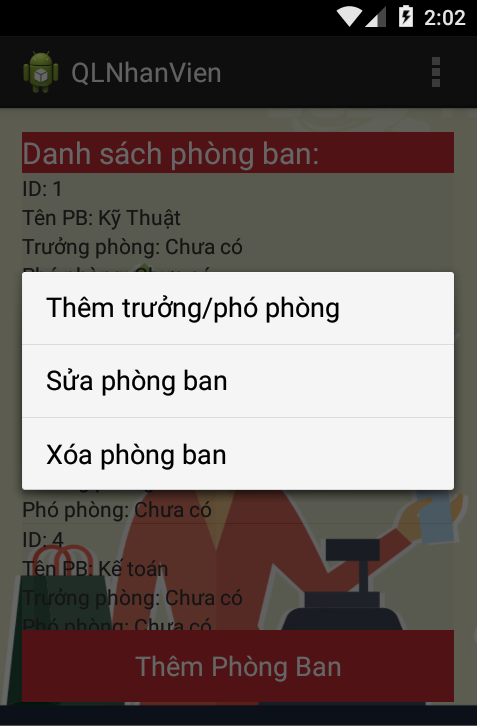 2:02
QLNhanVien
Danh sách phòng ban:
ID: 1
Tên PB: Kỹ Thuật
Trưởng phòng: Chưa có
Phó phòng: Chưa có
Thêm trưởng/phó phòng
Sửa phòng ban
Xóa phòng ban
Phó phòng: Chưa có
ID: 4
Tên PB: Kế toán
Trưởng phòng: Chưa có
Phó phòng: Chưa có
Thêm Phòng Ban